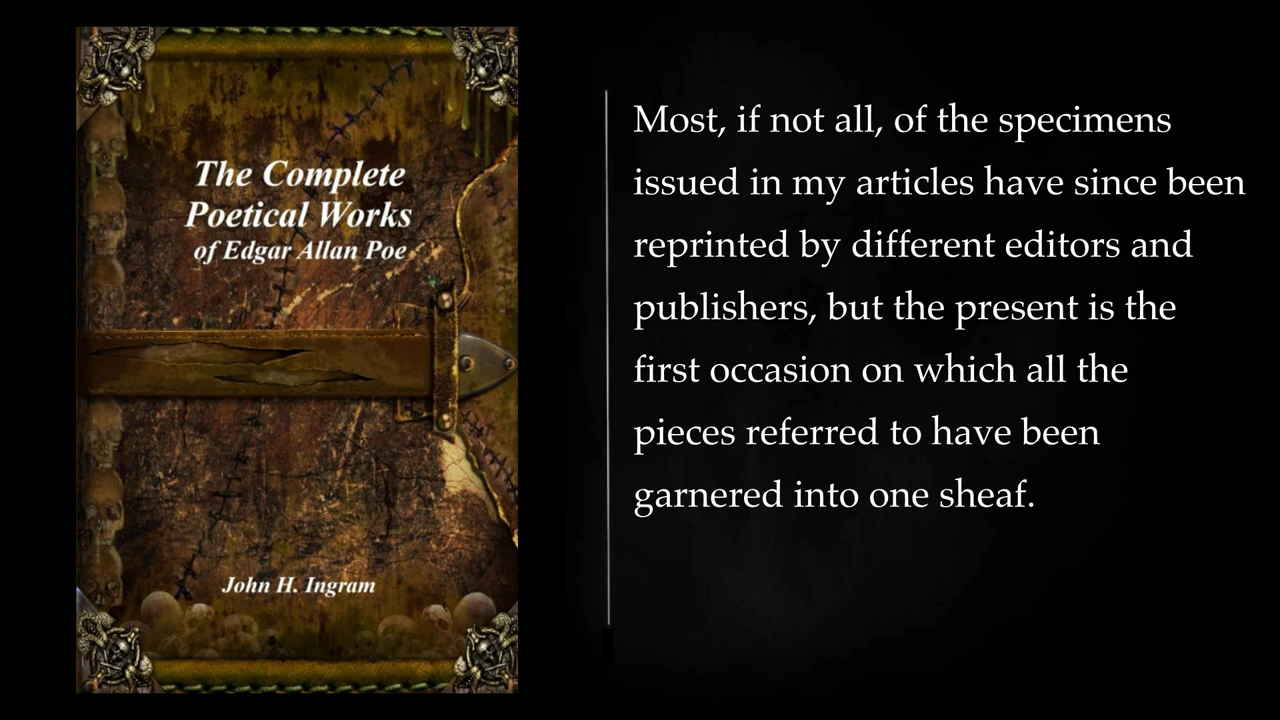 The Complete
Poetical Works
of Edgar Allan Poe
John H. Ingram
Most, if not all, of the specimens
issued in my articles have since been
reprinted by different editors and
publishers, but the present is the
first occasion on which all the
pieces referred to have been
garnered into one sheaf.